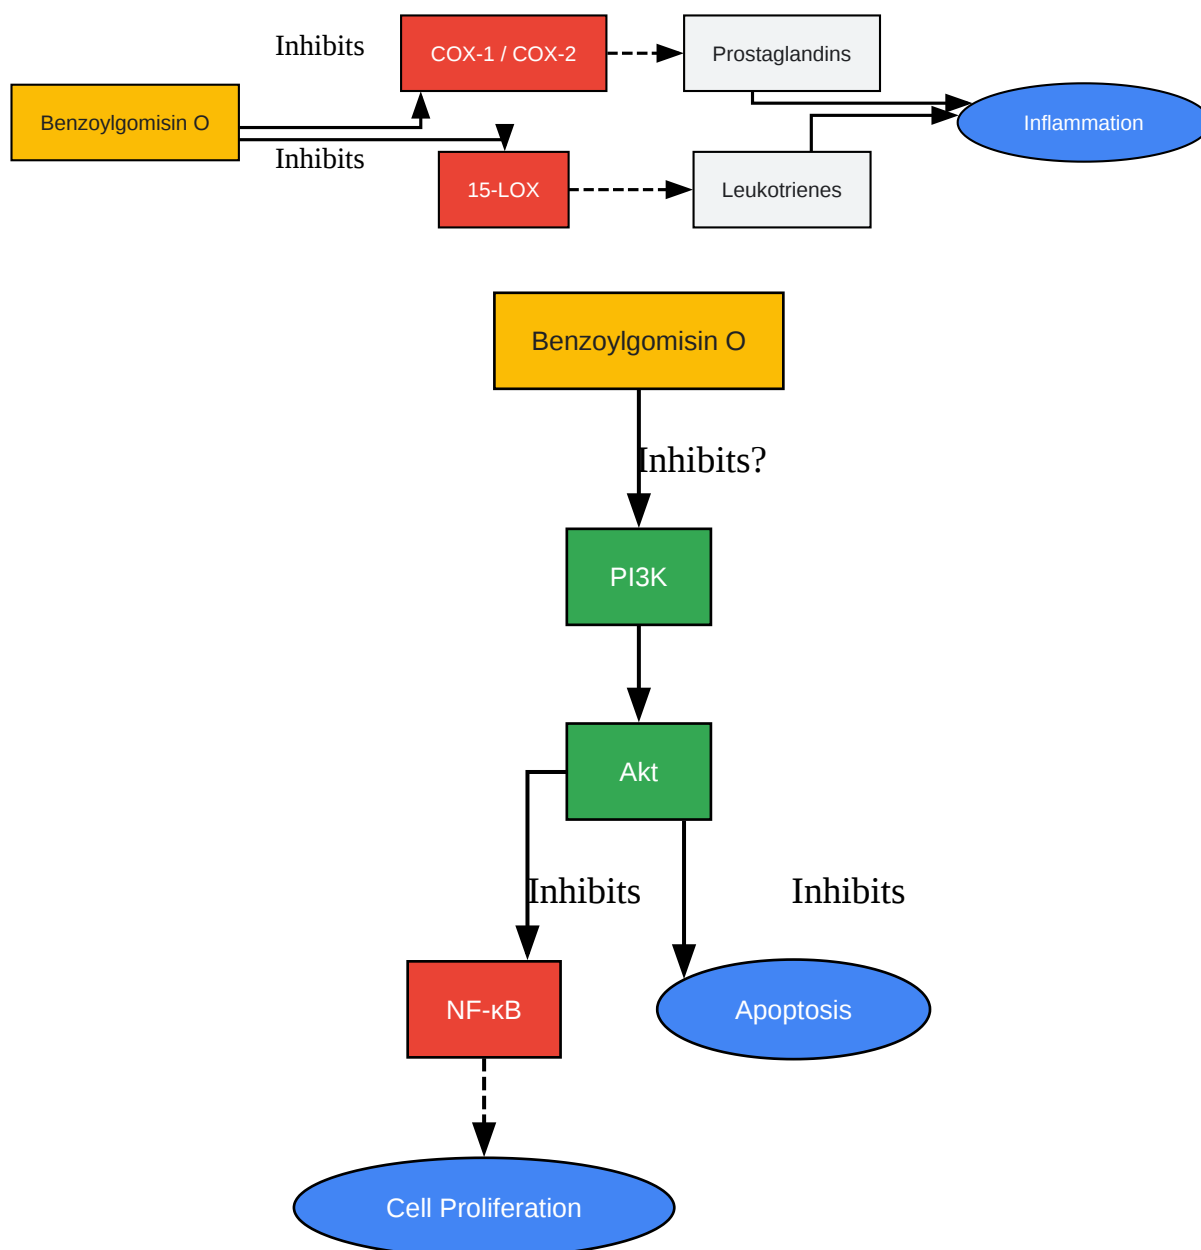 Inhibits
COX-1 / COX-2
Prostaglandins
Benzoylgomisin O
Inflammation
Inhibits
15-LOX
Leukotrienes
Benzoylgomisin O
Inhibits?
PI3K
Akt
Inhibits
Inhibits
NF-κB
Apoptosis
Cell Proliferation